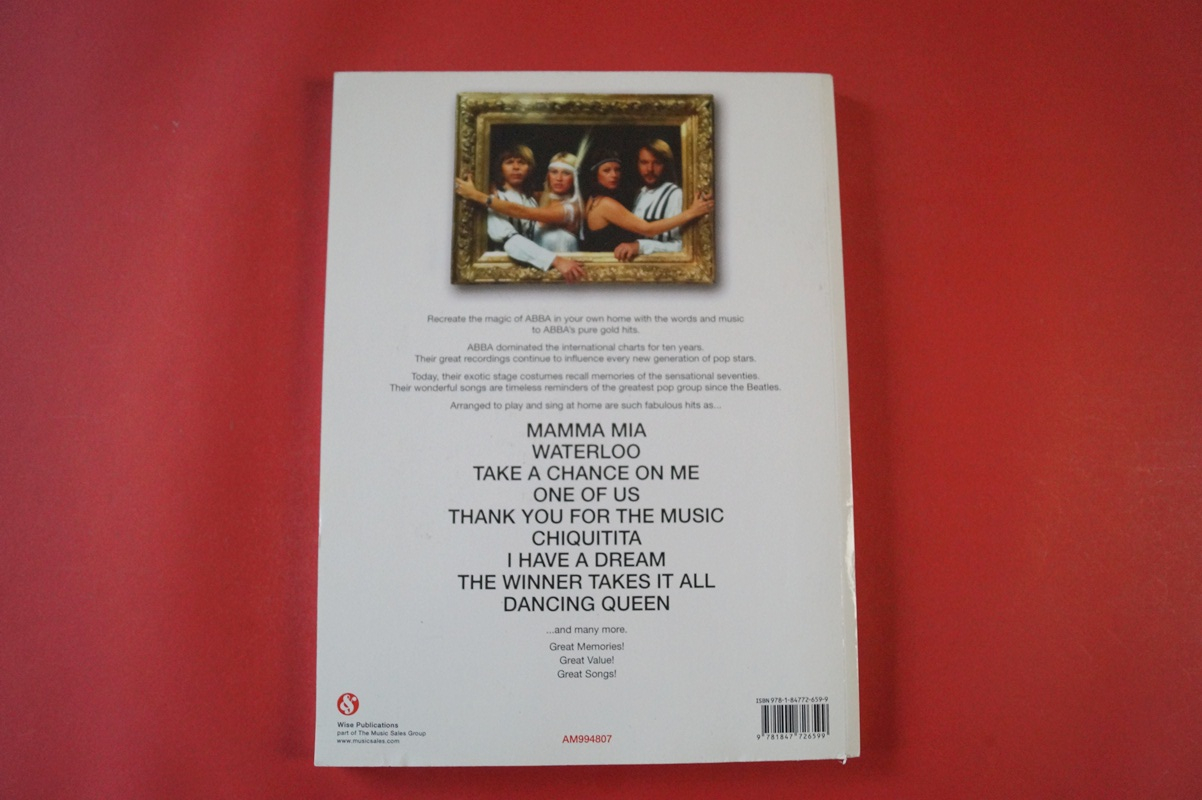 Recreate the magic of ABBA in your own home with the words and music
to ABBA's pure gold hits.
ABBA dominated the international charts for ten years.
Their great recordings continue to influence every new generation of pop stars.
Today, their exotic stage costumes recall memories of the sensational seventies.
Their wonderful songs are timeless reminders of the greatest pop group since the Beatles.
Arranged to play and sing at home are such fabulous hits as...
MAMMA MIA
WATERLOO
TAKE A CHANCE ON ME
ONE OF US
THANK YOU FOR THE MUSIC
CHIQUITITA
I HAVE A DREAM
THE WINNER TAKES IT ALL
DANCING QUEEN
...and many more.
Great Memories!
Great Value!
Great Songs!
Wise Publications
part of The Music Sales Group
www.musicsales.com
AM994807
ISBN 978-1-84772-659-9
9 781847 726599